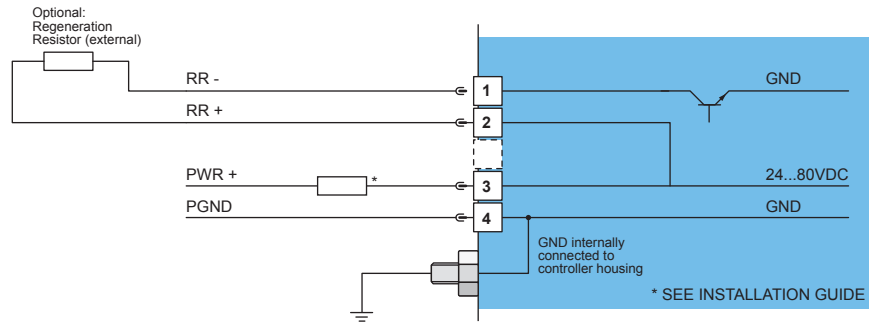 Optional:
Regeneration
Resistor (external)
RR -
1
GND
RR +
2
PWR +
*
3
24...80VDC
PGND
4
GND
GND internally
connected to
controller housing
* SEE INSTALLATION GUIDE